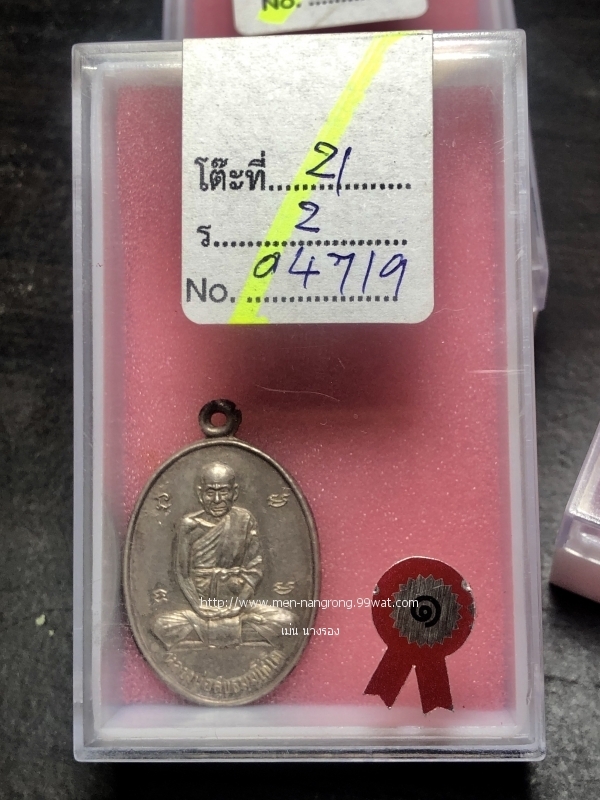 No. ..........
โต๊ะที่....21........
ร........2...........
No. 04719
http://www.men-nangrong.99wat.com
เมน นางรอง
๑